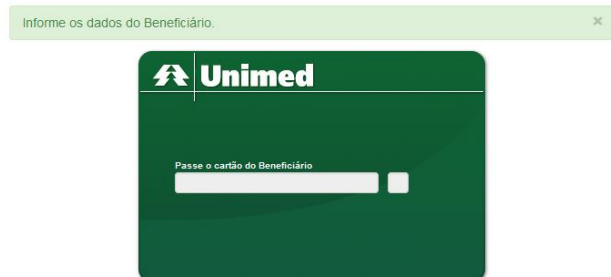 Informe os dados do Beneficiário. ×
Unimed
Passe o cartão do Beneficiário